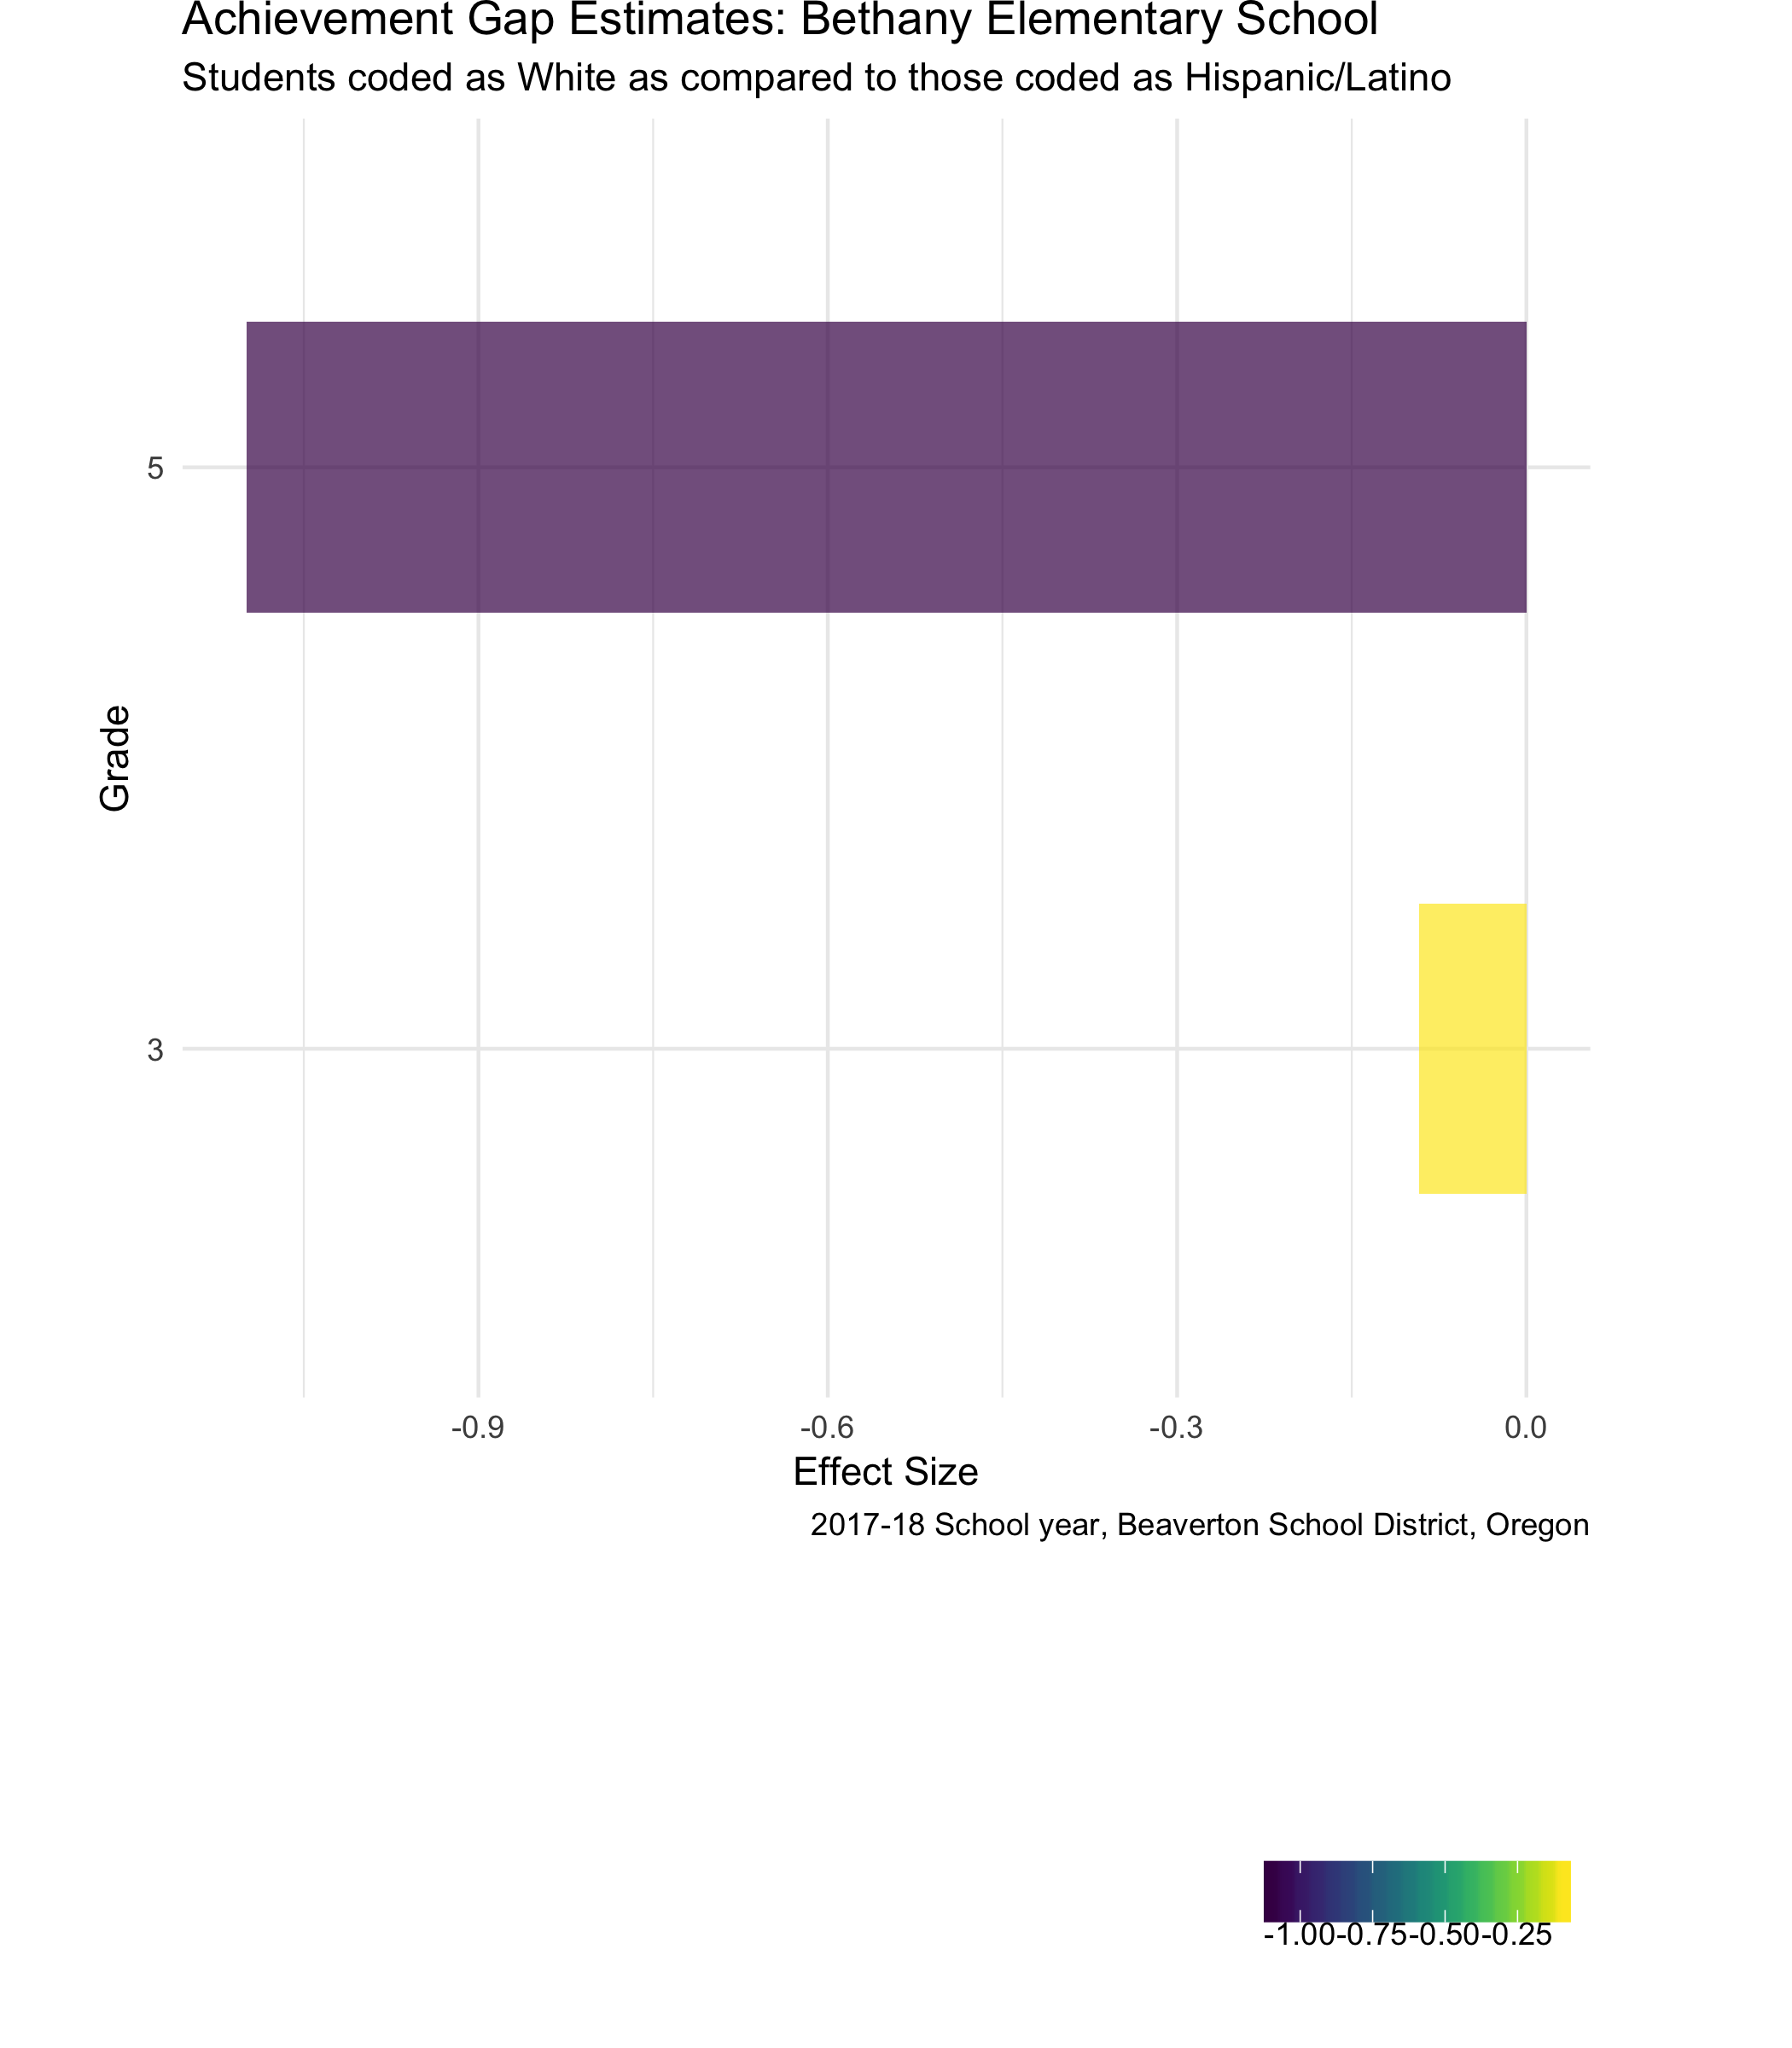 Achievement Gap Estimates: Bethany Elementary School
Students coded as White as compared to those coded as Hispanic/Latino
5
Grade
3
-0.9 -0.6 -0.3 0.0
Effect Size
2017-18 School year, Beaverton School District, Oregon
-1.00 -0.75 -0.50 -0.25